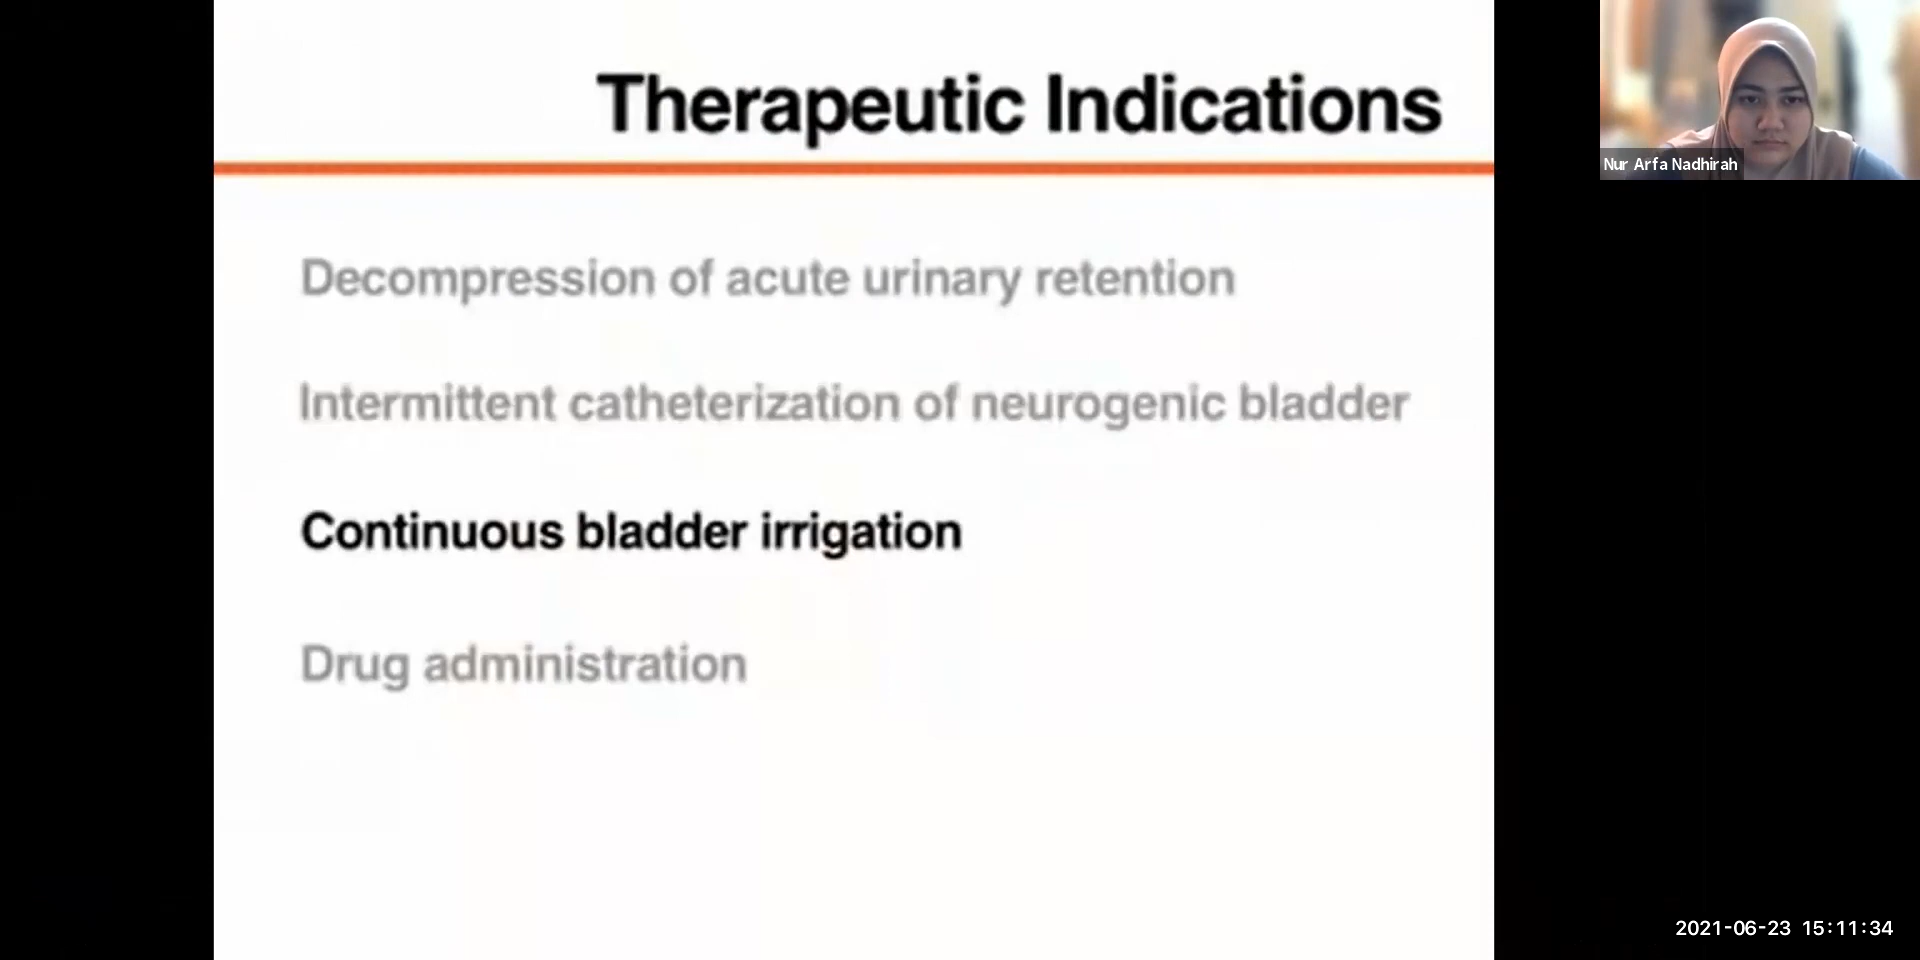 Therapeutic Indications
Nur Arfa Nadhirah
Decompression of acute urinary retention
Intermittent catheterization of neurogenic bladder
Continuous bladder irrigation
Drug administration
2021-06-23 15:11:34